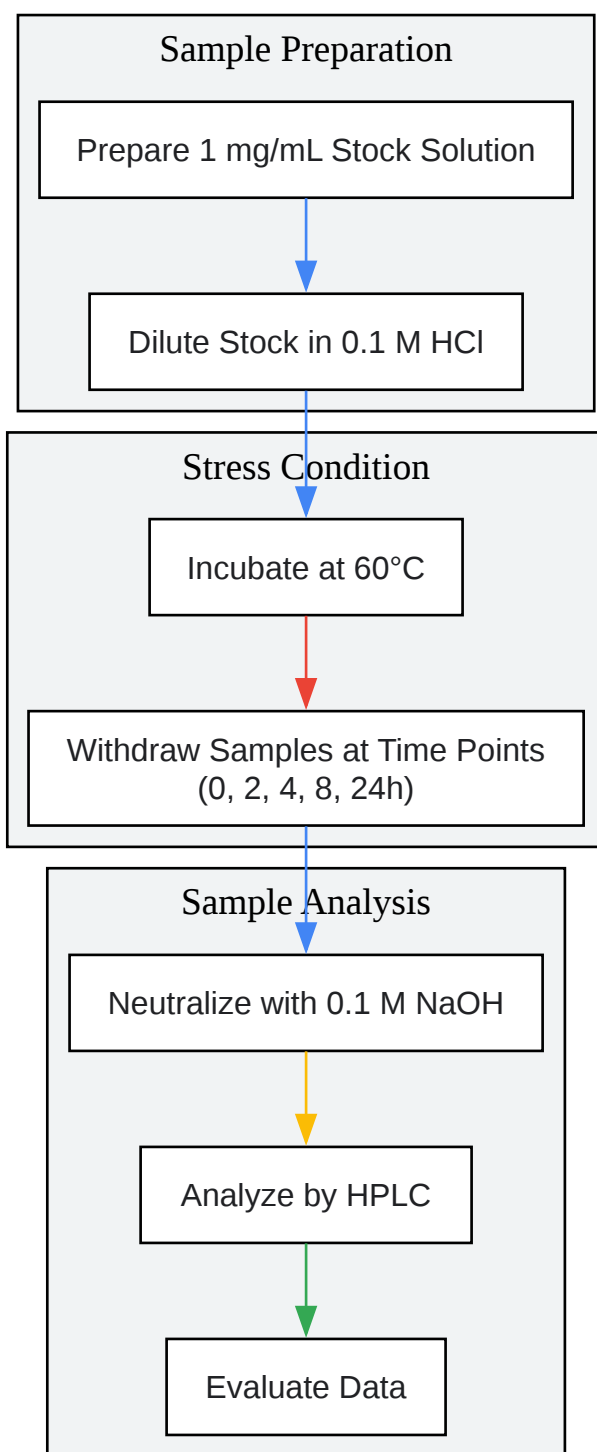 Sample Preparation
Prepare 1 mg/mL Stock Solution
Dilute Stock in 0.1 M HCl
Stress Condition
Incubate at 60°C
Withdraw Samples at Time Points
(0, 2, 4, 8, 24h)
Sample Analysis
Neutralize with 0.1 M NaOH
Analyze by HPLC
Evaluate Data